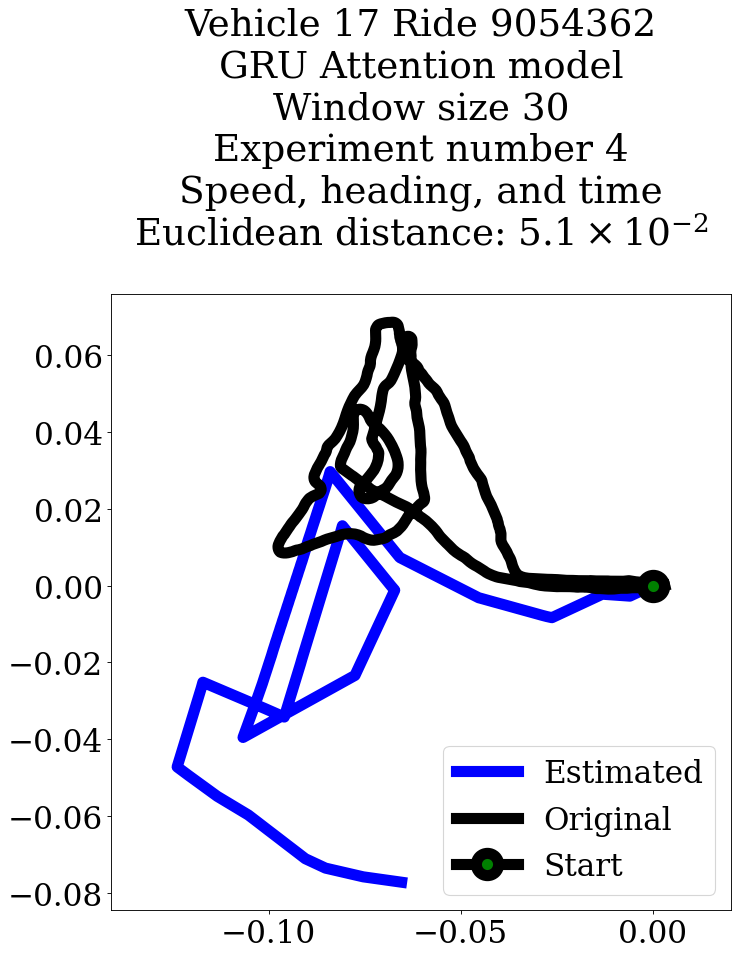 Vehicle 17 Ride 9054362
GRU Attention model
Window size 30
Experiment number 4
Speed, heading, and time
Euclidean distance: 5.1 × 10⁻²
0.06
0.04
0.02
0.00
−0.02
−0.04
−0.06
−0.08
Estimated
Original
Start
−0.10 −0.05 0.00